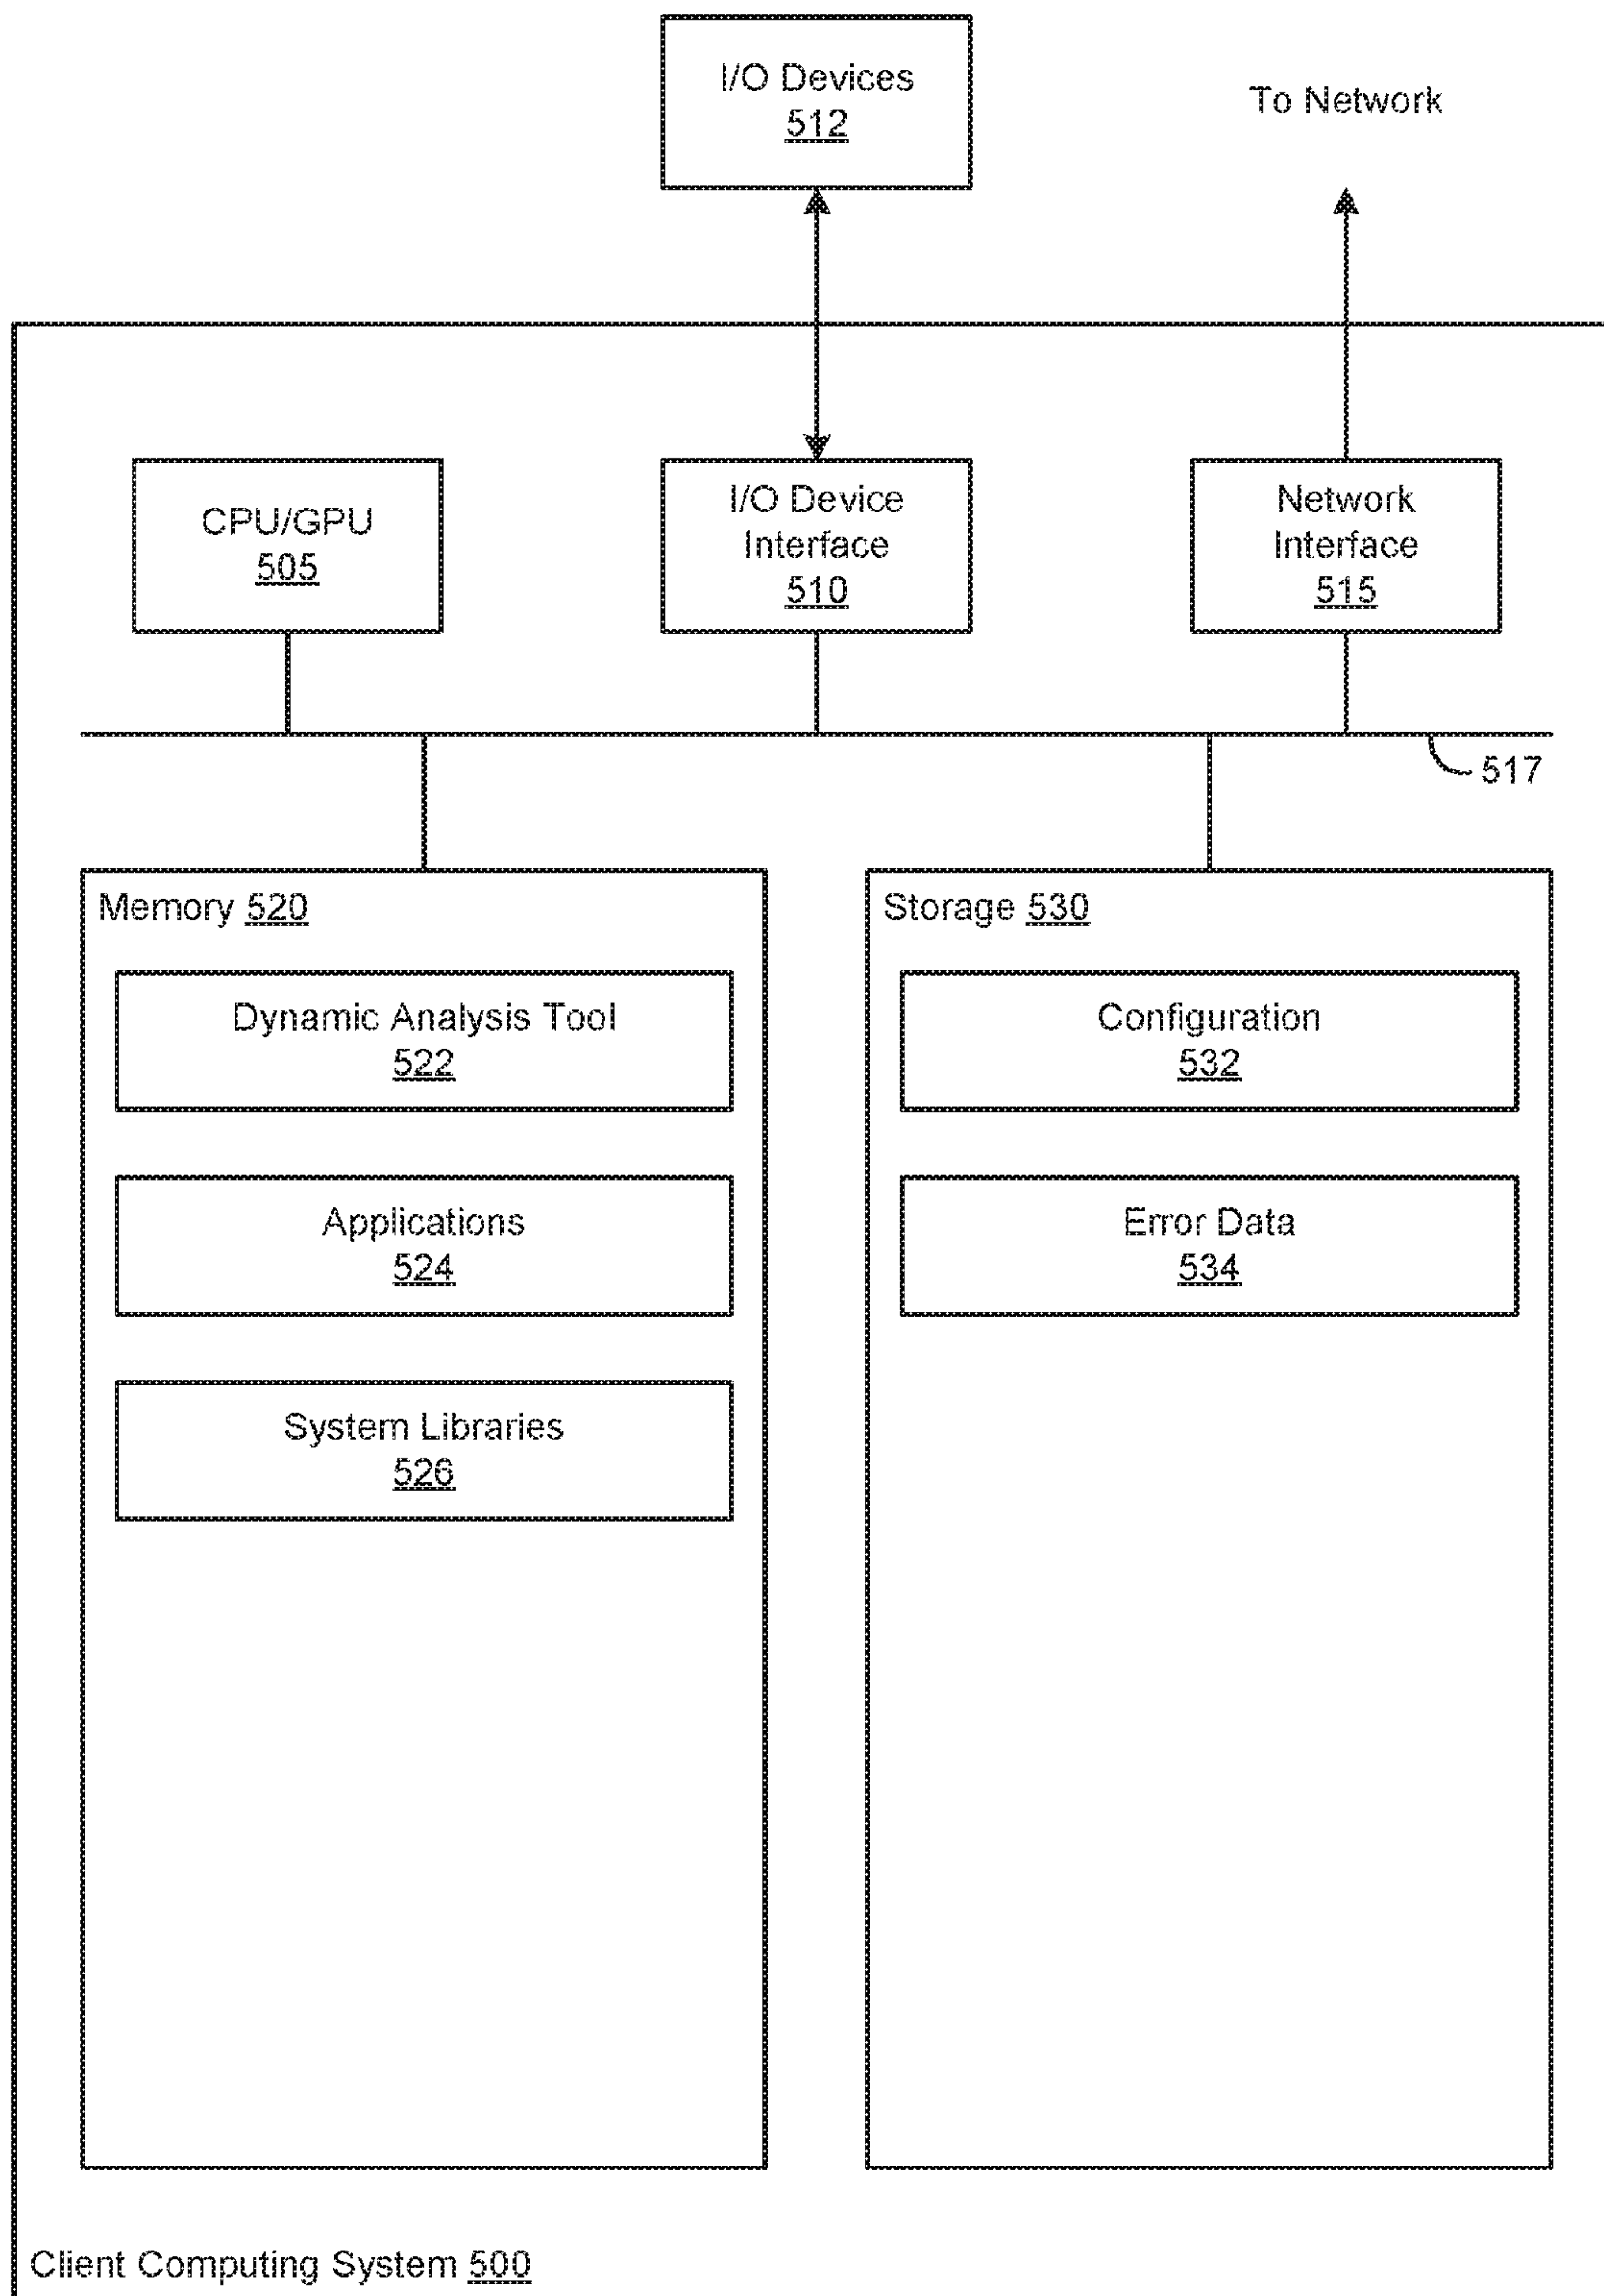 I/O Devices
512
To Network
CPU/GPU
505
I/O Device
Interface
510
Network
Interface
515
517
Memory 520
Dynamic Analysis Tool
522
Applications
524
System Libraries
526
Storage 530
Configuration
532
Error Data
534
Client Computing System 500